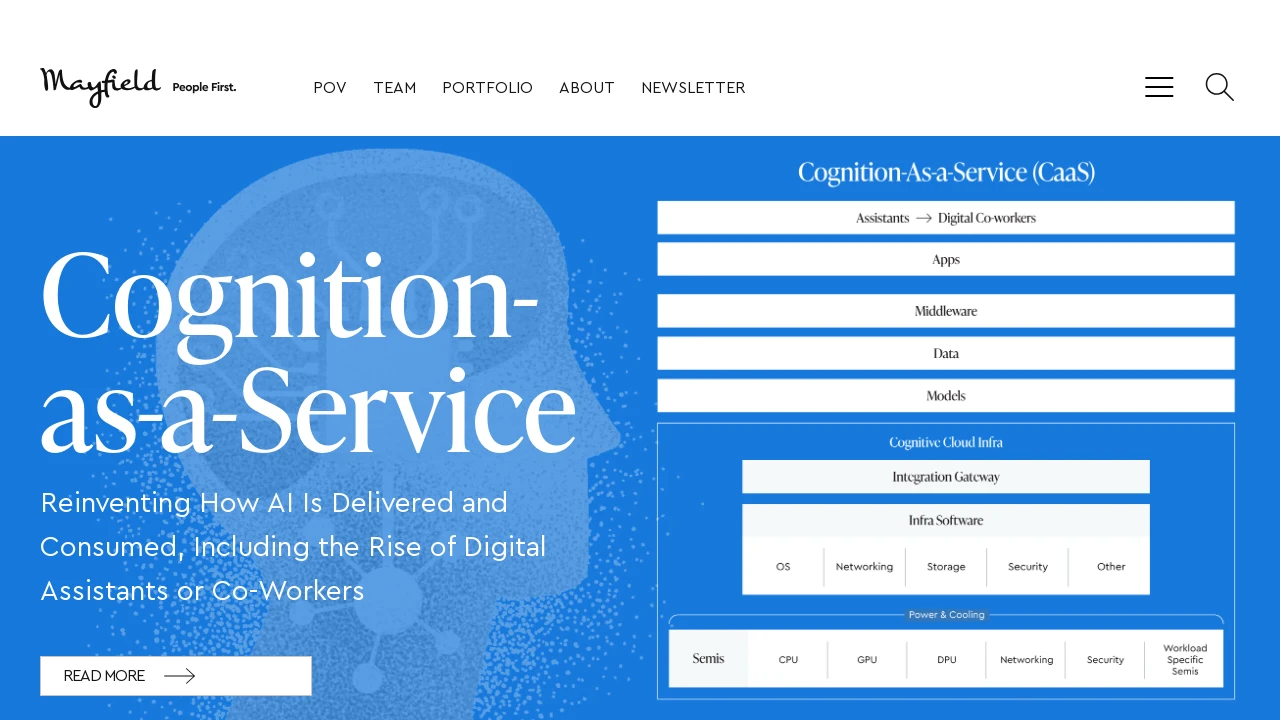 Mayfield People First.
POV TEAM PORTFOLIO ABOUT NEWSLETTER
Cognition-
as-a-Service
Reinventing How AI Is Delivered and
Consumed, Including the Rise of Digital
Assistants or Co-Workers
READ MORE
Cognition-As-a-Service (CaaS)
Assistants → Digital Co-workers
Apps
Middleware
Data
Models
Cognitive Cloud Infra
Integration Gateway
Infra Software
OS Networking Storage Security Other
Power & Cooling
Semis CPU GPU DPU Networking Security
Workload
Specific
Semis